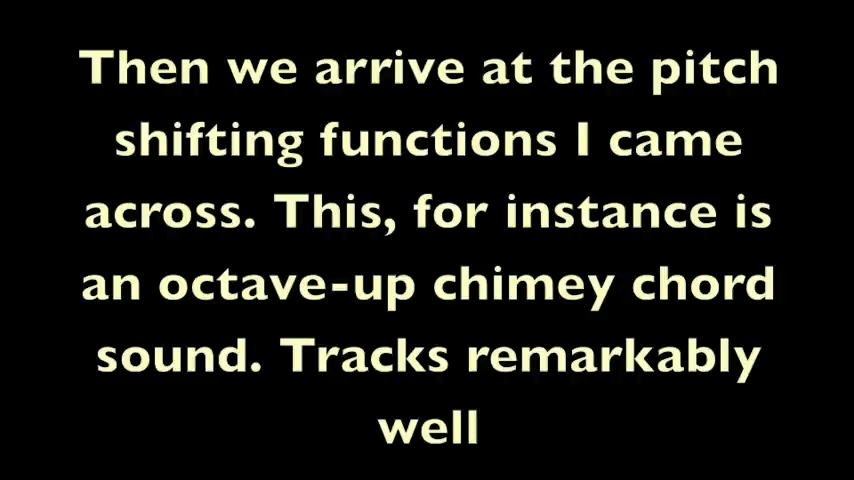 Then we arrive at the pitch
shifting functions I came
across. This, for instance is
an octave-up chimey chord
sound. Tracks remarkably
well